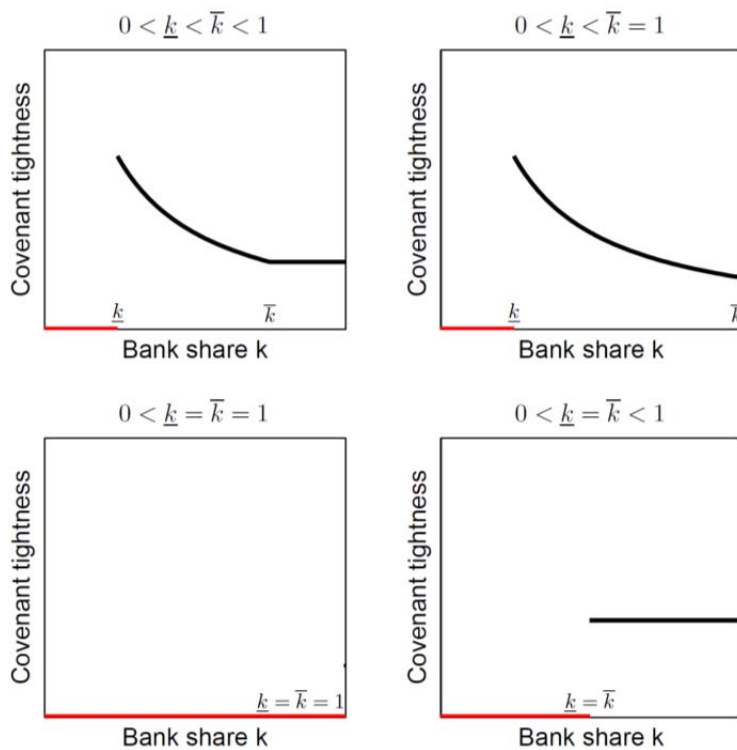 0 < k̲ < k̅ < 1
Covenant tightness
k̲
k̅
Bank share k
0 < k̲ < k̅ = 1
Covenant tightness
k̲
k̅
Bank share k
0 < k̲ = k̅ = 1
Covenant tightness
k̲ = k̅ = 1
Bank share k
0 < k̲ = k̅ < 1
Covenant tightness
k̲ = k̅
Bank share k